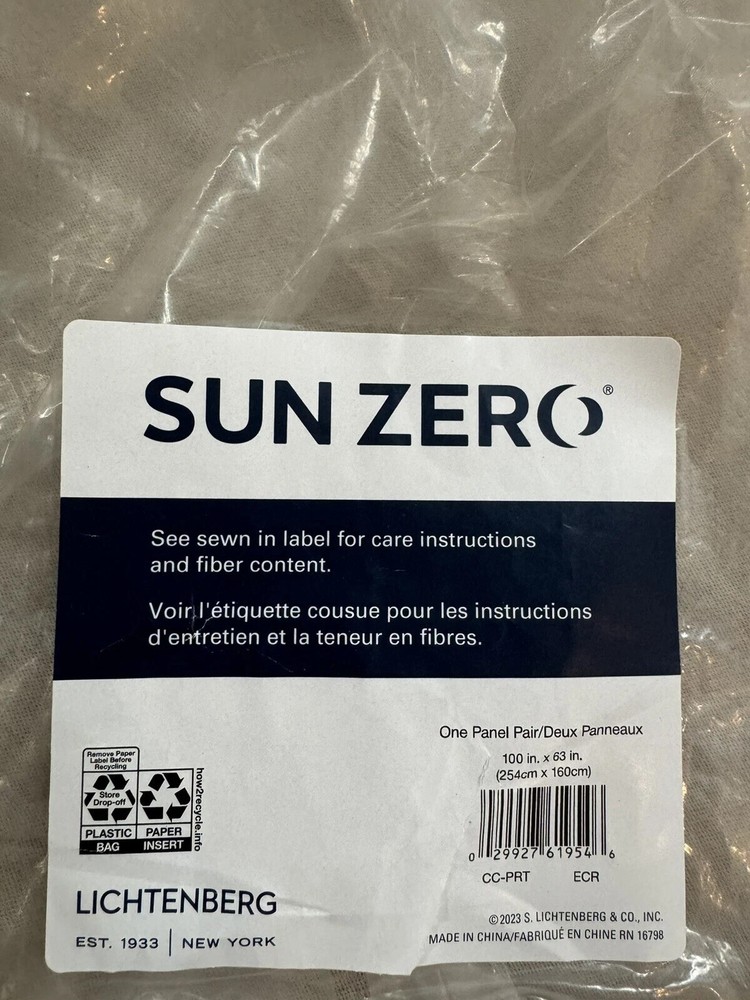 SUN ZERO®
See sewn in label for care instructions
and fiber content.
Voir l'étiquette cousue pour les instructions
d'entretien et la teneur en fibres.
One Panel Pair/Deux Panneaux
100 in. x 63 in.
(254cm x 160cm)
0 29927 61954 6
CC-PRT ECR
Remove Paper
Label Before
Recycling
Store
Drop-off
PLASTIC
BAG
PAPER
INSERT
how2recycle.info
LICHTENBERG
EST. 1933 | NEW YORK
©2023 S. LICHTENBERG & CO., INC.
MADE IN CHINA/FABRIQUÉ EN CHINE RN 16798